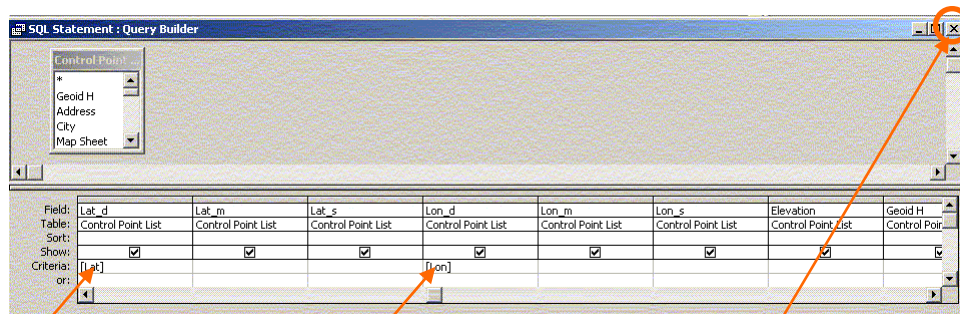 SQL Statement : Query Builder
Control Point ...
*
Geoid H
Address
City
Map Sheet
Field: Lat_d Lat_m Lat_s Lon_d Lon_m Lon_s Elevation Geoid H
Table: Control Point List Control Point List Control Point List Control Point List Control Point List Control Point List Control Point List Control Poin
Sort:
Show:
Criteria: [Lat] [Lon]
or: